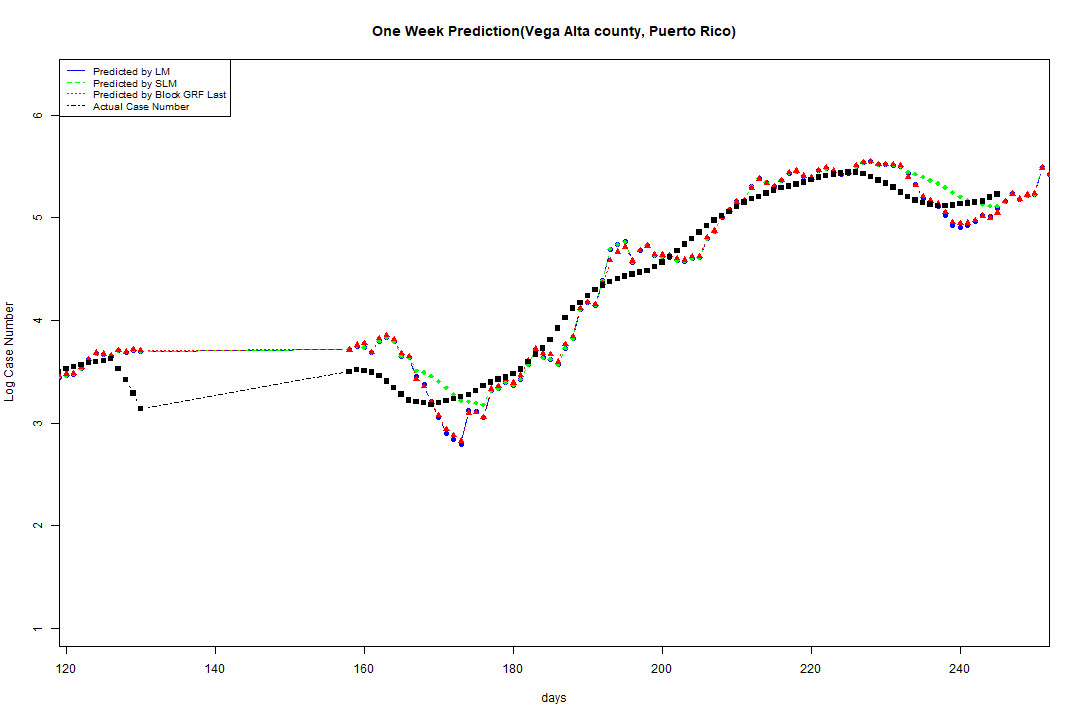 One Week Prediction(Vega Alta county, Puerto Rico)
Predicted by LM
Predicted by SLM
Predicted by Block GRF Last
Actual Case Number
Log Case Number
6
5
4
3
2
1
120 140 160 180 200 220 240
days